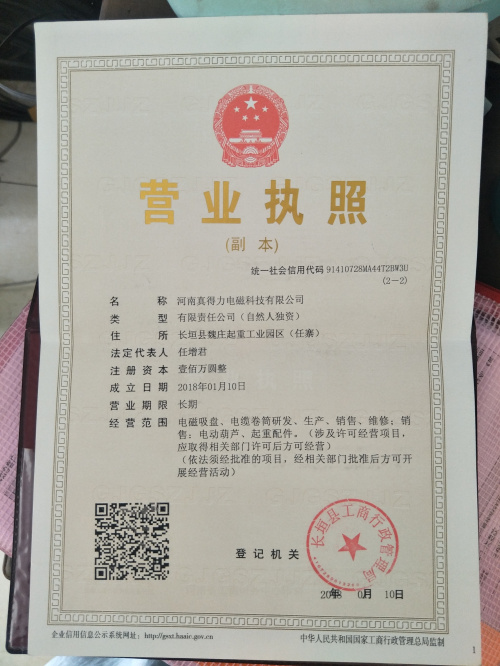 营业执照
(副本)
统一社会信用代码 91410728MA44T2BW3U
(2-2)
名称 河南真得力电磁科技有限公司
类型 有限责任公司（自然人独资）
住所 长垣县魏庄起重工业园区（任寨）
法定代表人 任增君
注册资本 壹佰万圆整
成立日期 2018年01月10日
营业期限 长期
经营范围 电磁吸盘、电缆卷筒研发、生产、销售、维修；销
售：电动葫芦、起重配件。（涉及许可经营项目，
应取得相关部门许可后方可经营）
（依法须经批准的项目，经相关部门批准后方可开
展经营活动）
长垣县工商行政管理局
登记机关
年 月 10日
企业信用信息公示系统网址：http://gsxt.haaic.gov.cn
中华人民共和国国家工商行政管理总局监制
1